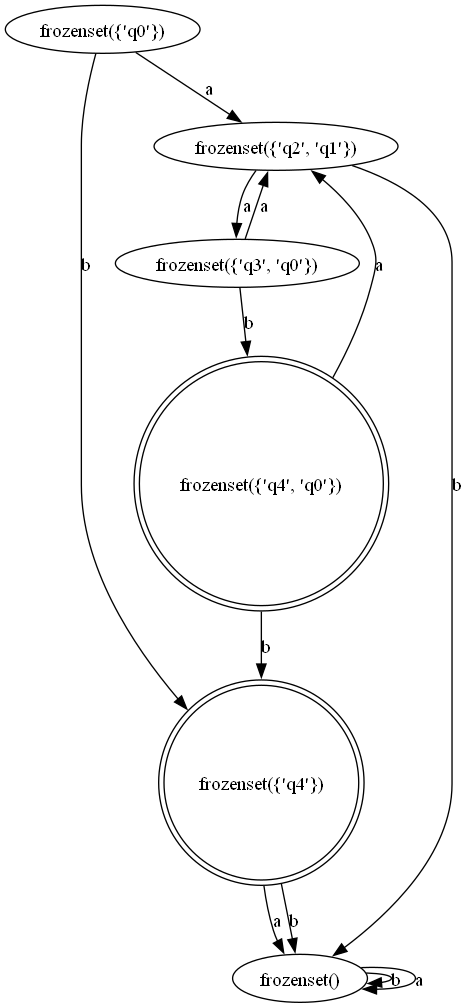 frozenset({'q0'})
a
frozenset({'q2', 'q1'})
a
a
frozenset({'q3', 'q0'})
b
a
b
frozenset({'q4', 'q0'})
b
b
frozenset({'q4'})
a
b
frozenset()
b
a